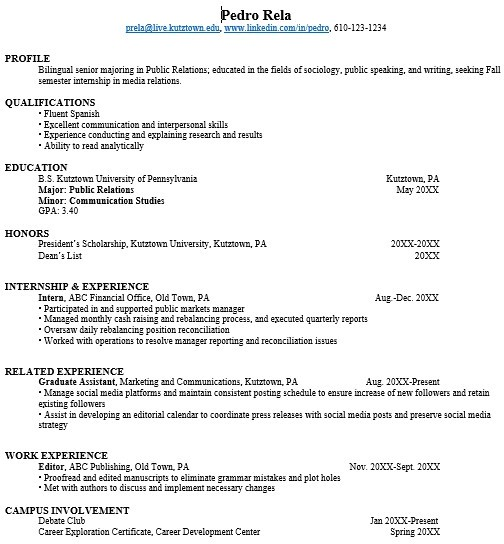 Pedro Rela
prela@live.kutztown.edu, www.linkedin.com/in/pedro, 610-123-1234
PROFILE
Bilingual senior majoring in Public Relations; educated in the fields of sociology, public speaking, and writing, seeking Fall
semester internship in media relations.
QUALIFICATIONS
• Fluent Spanish
• Excellent communication and interpersonal skills
• Experience conducting and explaining research and results
• Ability to read analytically
EDUCATION
B.S. Kutztown University of Pennsylvania Kutztown, PA
Major: Public Relations May 20XX
Minor: Communication Studies
GPA: 3.40
HONORS
President's Scholarship, Kutztown University, Kutztown, PA 20XX-20XX
Dean's List 20XX
INTERNSHIP & EXPERIENCE
Intern, ABC Financial Office, Old Town, PA Aug.-Dec. 20XX
• Participated in and supported public markets manager
• Managed monthly cash raising and rebalancing process, and executed quarterly reports
• Oversaw daily rebalancing position reconciliation
• Worked with operations to resolve manager reporting and reconciliation issues
RELATED EXPERIENCE
Graduate Assistant, Marketing and Communications, Kutztown, PA Aug. 20XX-Present
• Manage social media platforms and maintain consistent posting schedule to ensure increase of new followers and retain
existing followers
• Assist in developing an editorial calendar to coordinate press releases with social media posts and preserve social media
strategy
WORK EXPERIENCE
Editor, ABC Publishing, Old Town, PA Nov. 20XX-Sept. 20XX
• Proofread and edited manuscripts to eliminate grammar mistakes and plot holes
• Met with authors to discuss and implement necessary changes
CAMPUS INVOLVEMENT
Debate Club Jan 20XX-Present
Career Exploration Certificate, Career Development Center Spring 20XX